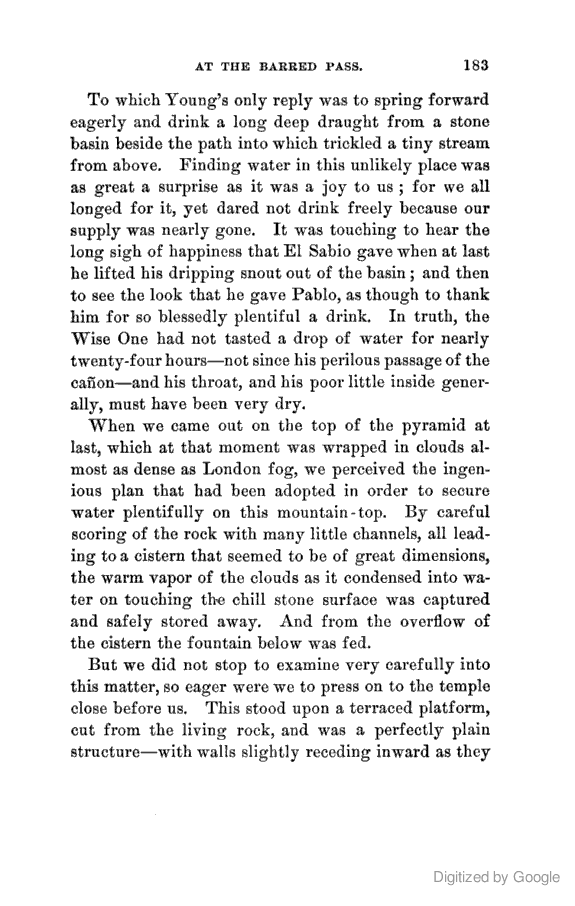 AT THE BARRED PASS. 183
To which Young's only reply was to spring forward
eagerly and drink a long deep draught from a stone
basin beside the path into which trickled a tiny stream
from above. Finding water in this unlikely place was
as great a surprise as it was a joy to us ; for we all
longed for it, yet dared not drink freely because our
supply was nearly gone. It was touching to hear the
long sigh of happiness that El Sabio gave when at last
he lifted his dripping snout out of the basin ; and then
to see the look that he gave Pablo, as though to thank
him for so blessedly plentiful a drink. In truth, the
Wise One had not tasted a drop of water for nearly
twenty-four hours—not since his perilous passage of the
cañon—and his throat, and his poor little inside gener-
ally, must have been very dry.
When we came out on the top of the pyramid at
last, which at that moment was wrapped in clouds al-
most as dense as London fog, we perceived the ingen-
ious plan that had been adopted in order to secure
water plentifully on this mountain-top. By careful
scoring of the rock with many little channels, all lead-
ing to a cistern that seemed to be of great dimensions,
the warm vapor of the clouds as it condensed into wa-
ter on touching the chill stone surface was captured
and safely stored away. And from the overflow of
the cistern the fountain below was fed.
But we did not stop to examine very carefully into
this matter, so eager were we to press on to the temple
close before us. This stood upon a terraced platform,
cut from the living rock, and was a perfectly plain
structure—with walls slightly receding inward as they
Digitized by Google